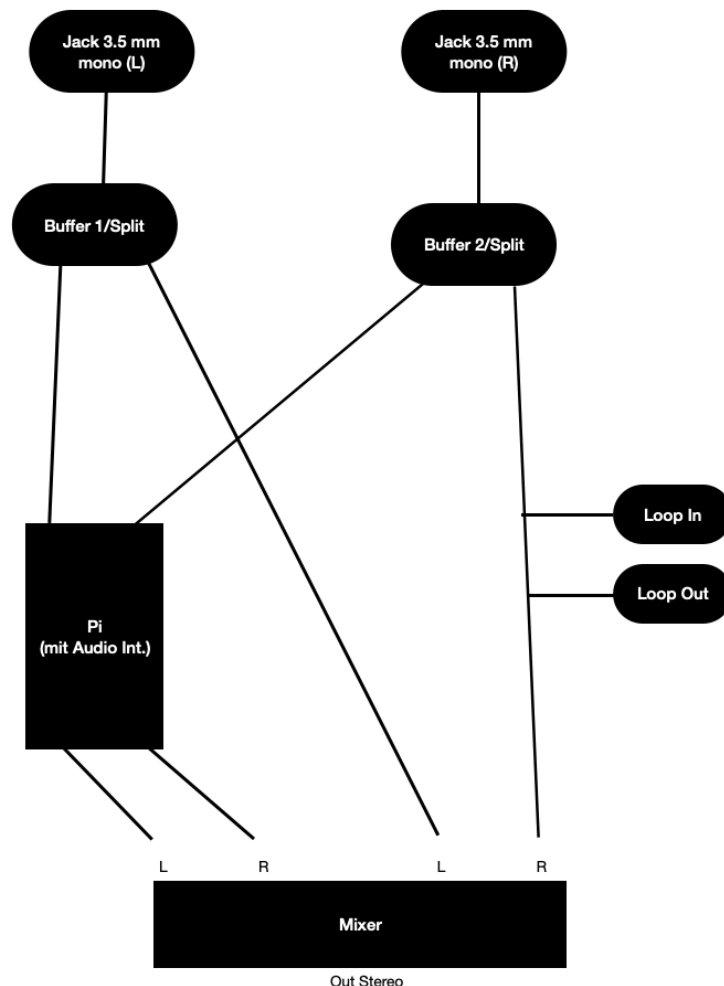 Jack 3.5 mm
mono (L)
Jack 3.5 mm
mono (R)
Buffer 1/Split
Buffer 2/Split
Loop In
Loop Out
Pi
(mit Audio Int.)
L R L R
Mixer
Out Stereo